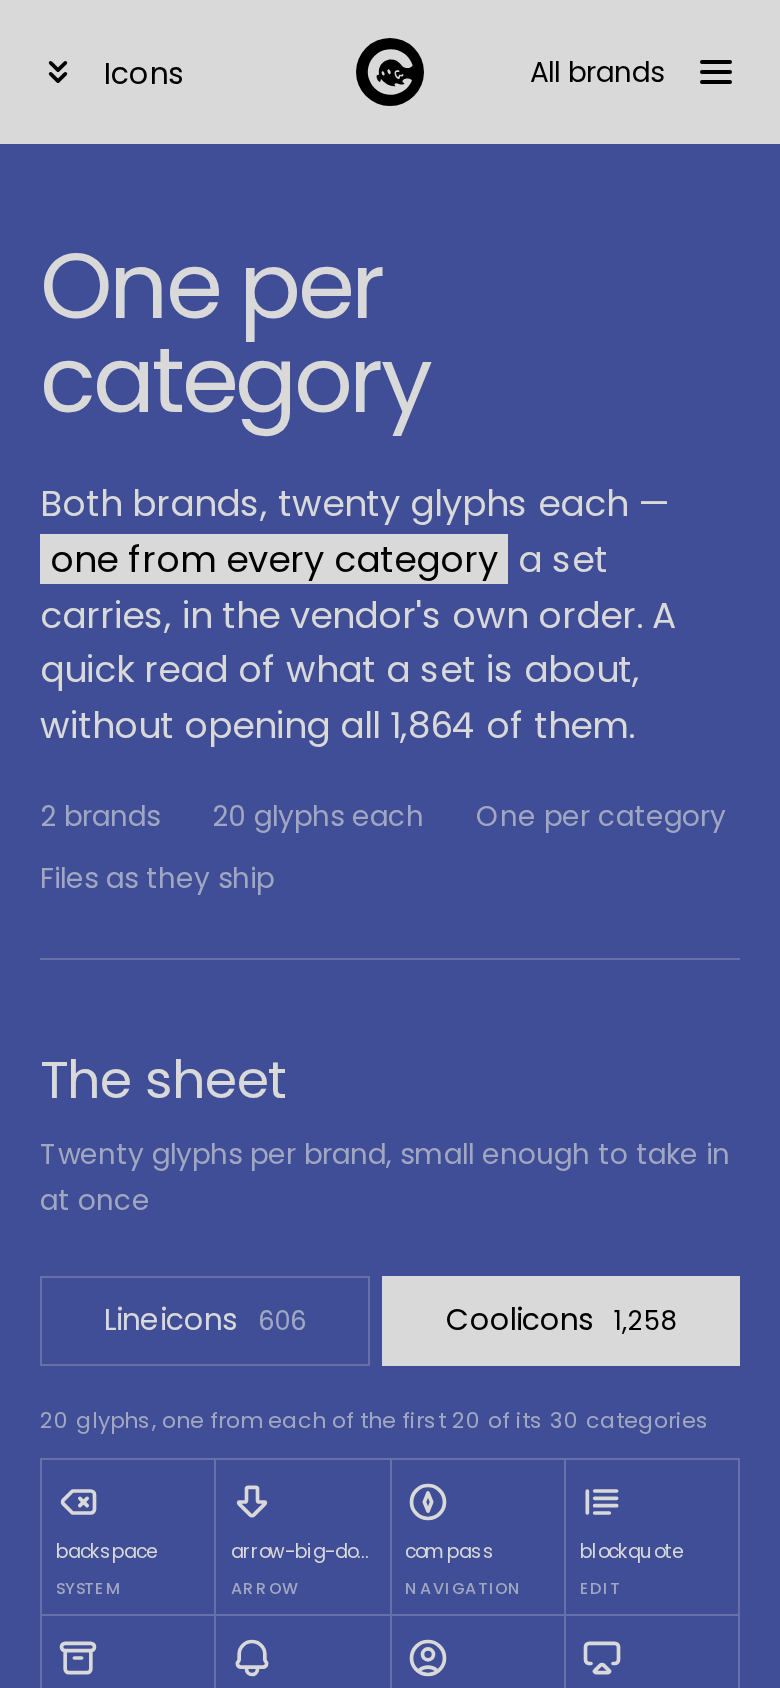 Icons
All brands
One per
category
Both brands, twenty glyphs each —
one from every category a set
carries, in the vendor's own order. A
quick read of what a set is about,
without opening all 1,864 of them.
2 brands 20 glyphs each One per category
Files as they ship
The sheet
Twenty glyphs per brand, small enough to take in
at once
Lineicons 606 Coolicons 1,258
20 glyphs, one from each of the first 20 of its 30 categories
backspace arrow-big-do... compass blockquote
SYSTEM ARROW NAVIGATION EDIT